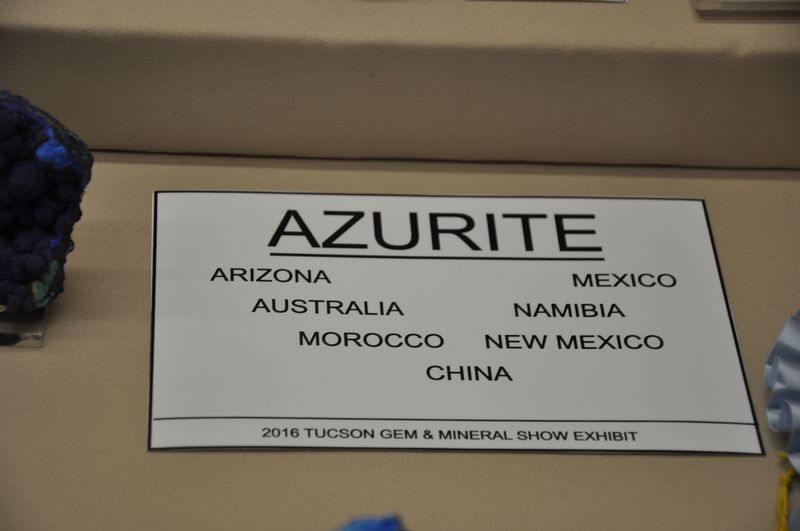 AZURITE
ARIZONA MEXICO
AUSTRALIA NAMIBIA
MOROCCO NEW MEXICO
CHINA
2016 TUCSON GEM & MINERAL SHOW EXHIBIT